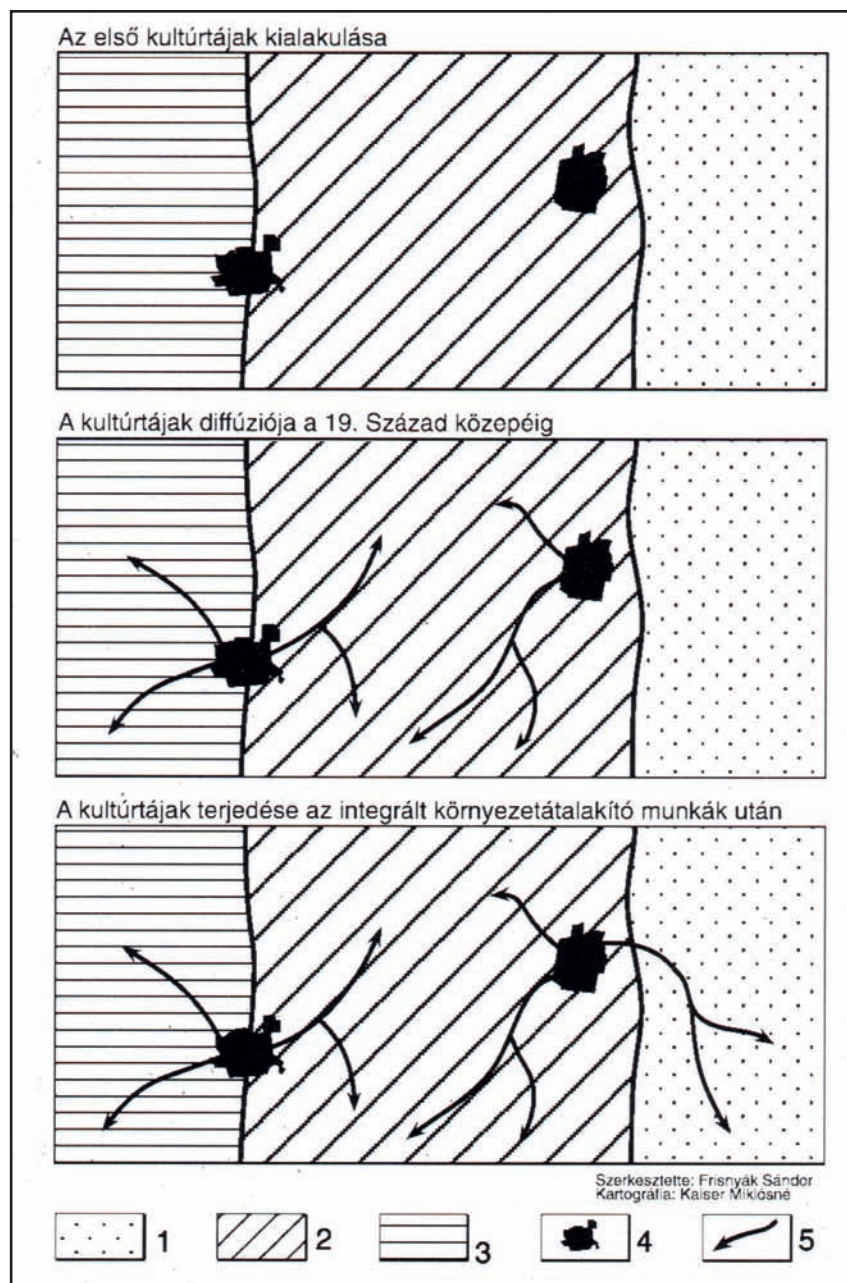 Az első kultúrtájak kialakulása
A kultúrtájak diffúziója a 19. Század közepéig
A kultúrtájak terjedése az integrált környezetátalakító munkák után
Szerkesztette: Frisnyák Sándor
Kartográfia: Kaiser Miklósné
1 2 3 4 5